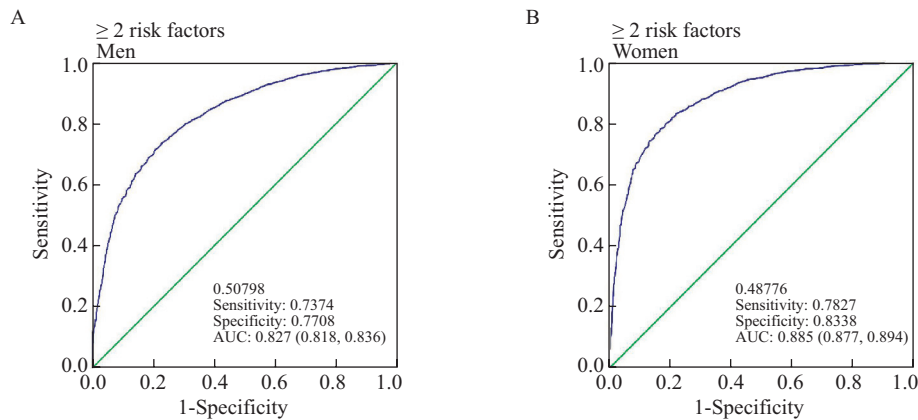 A
≥ 2 risk factors
Men
1.0
0.8
0.6
0.4
0.2
0.0
Sensitivity
0.50798
Sensitivity: 0.7374
Specificity: 0.7708
AUC: 0.827 (0.818, 0.836)
0.0 0.2 0.4 0.6 0.8 1.0
1-Specificity
B
≥ 2 risk factors
Women
1.0
0.8
0.6
0.4
0.2
0.0
Sensitivity
0.48776
Sensitivity: 0.7827
Specificity: 0.8338
AUC: 0.885 (0.877, 0.894)
0.0 0.2 0.4 0.6 0.8 1.0
1-Specificity